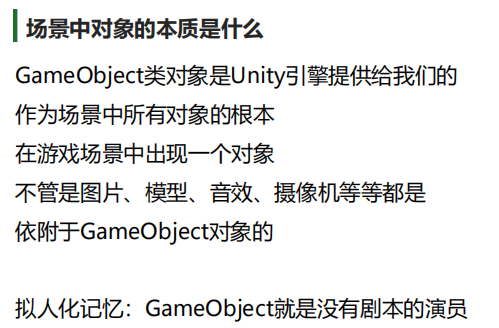 场景中对象的本质是什么
GameObject类对象是Unity引擎提供给我们的
作为场景中所有对象的根本
在游戏场景中出现一个对象
不管是图片、模型、音效、摄像机等等都是
依附于GameObject对象的
拟人化记忆：GameObject就是没有剧本的演员